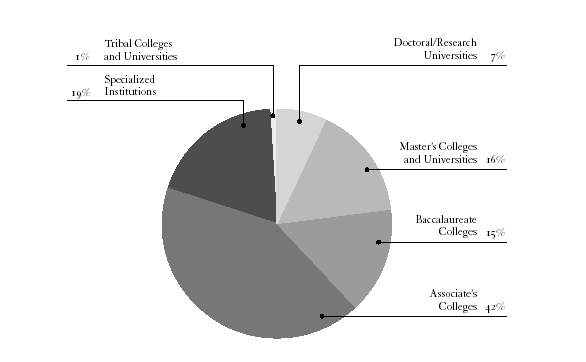 Tribal Colleges
1% and Universities
Specialized
19% Institutions
Doctoral/Research
Universities 7%
Master's Colleges
and Universities 16%
Baccalaureate
Colleges 15%
Associate's
Colleges 42%